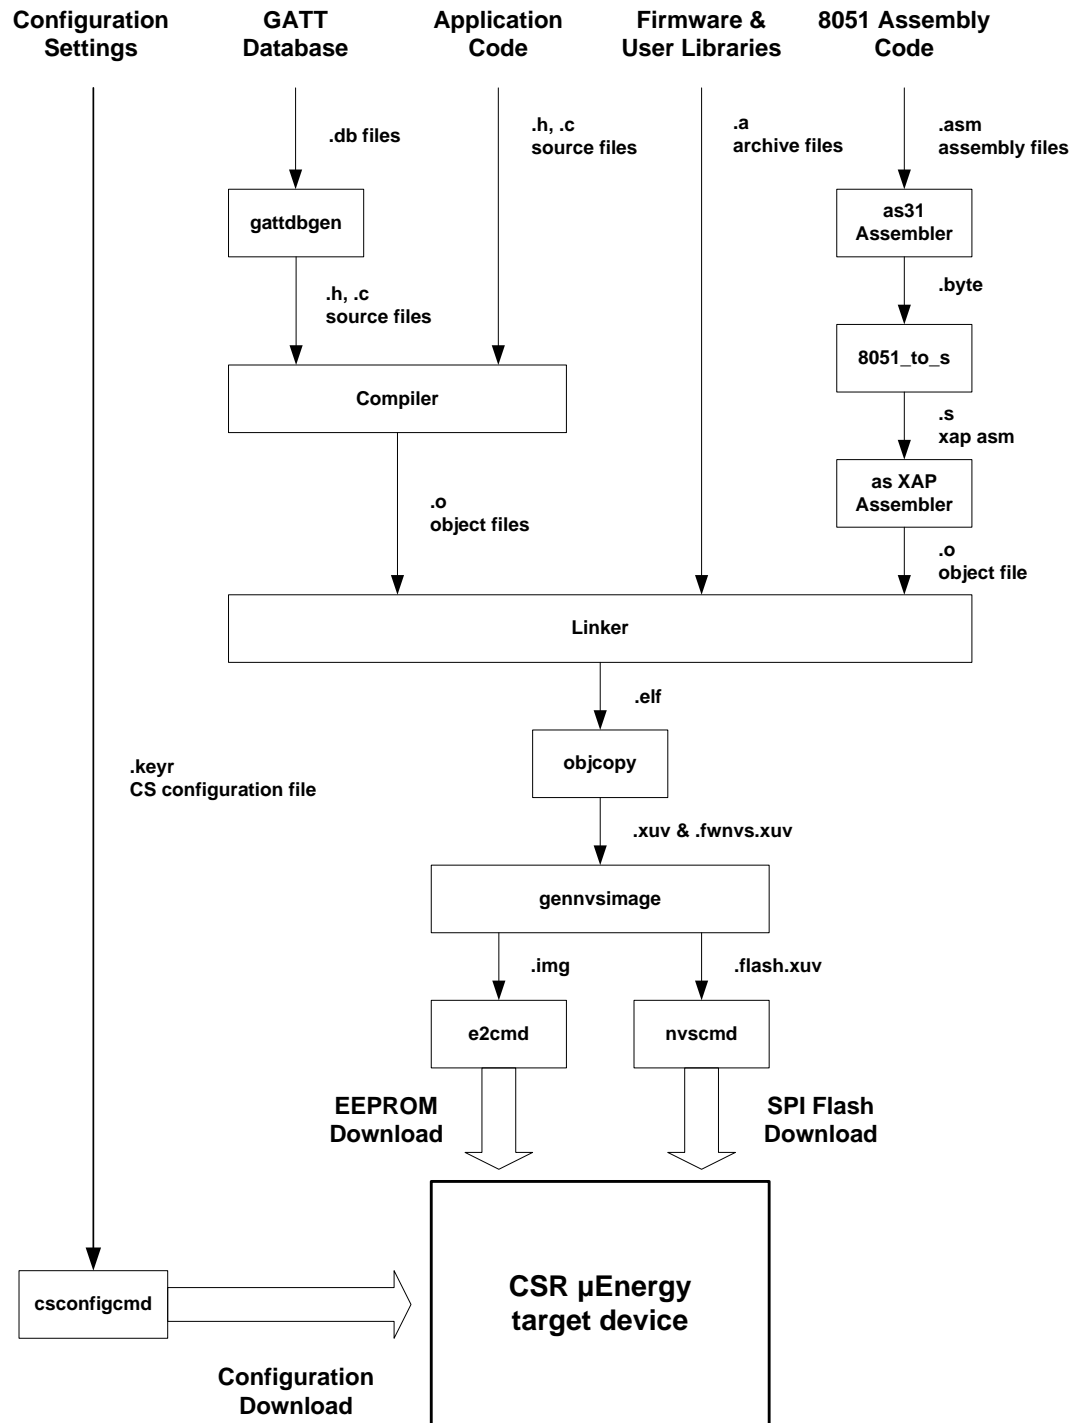 Configuration
Settings
GATT
Database
Application
Code
Firmware &
User Libraries
8051 Assembly
Code
.db files
.h, .c
source files
.a
archive files
.asm
assembly files
gattdbgen
as31
Assembler
.h, .c
source files
.byte
8051_to_s
Compiler
.s
xap asm
as XAP
Assembler
.o
object files
.o
object file
Linker
.elf
objcopy
.keyr
CS configuration file
.xuv & .fwnvs.xuv
gennvsimage
.img
.flash.xuv
e2cmd
nvscmd
EEPROM
Download
SPI Flash
Download
CSR µEnergy
target device
csconfigcmd
Configuration
Download